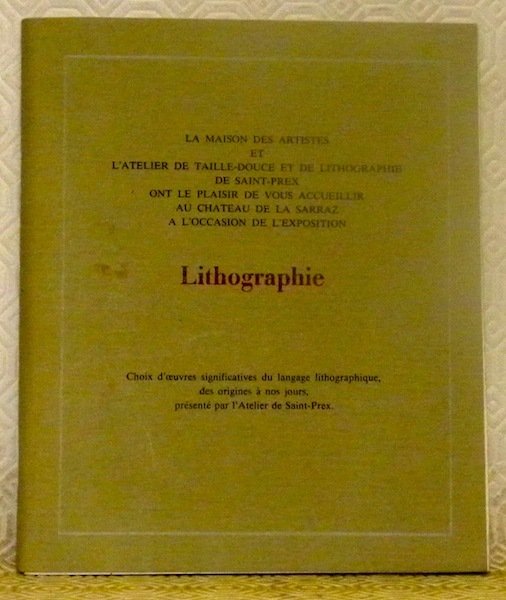 LA MAISON DES ARTISTES
ET
L'ATELIER DE TAILLE-DOUCE ET DE LITHOGRAPHIE
DE SAINT-PREX
ONT LE PLAISIR DE VOUS ACCUEILLIR
AU CHATEAU DE LA SARRAZ
A L'OCCASION DE L'EXPOSITION
Lithographie
Choix d'œuvres significatives du langage lithographique,
des origines à nos jours,
présenté par l'Atelier de Saint-Prex.